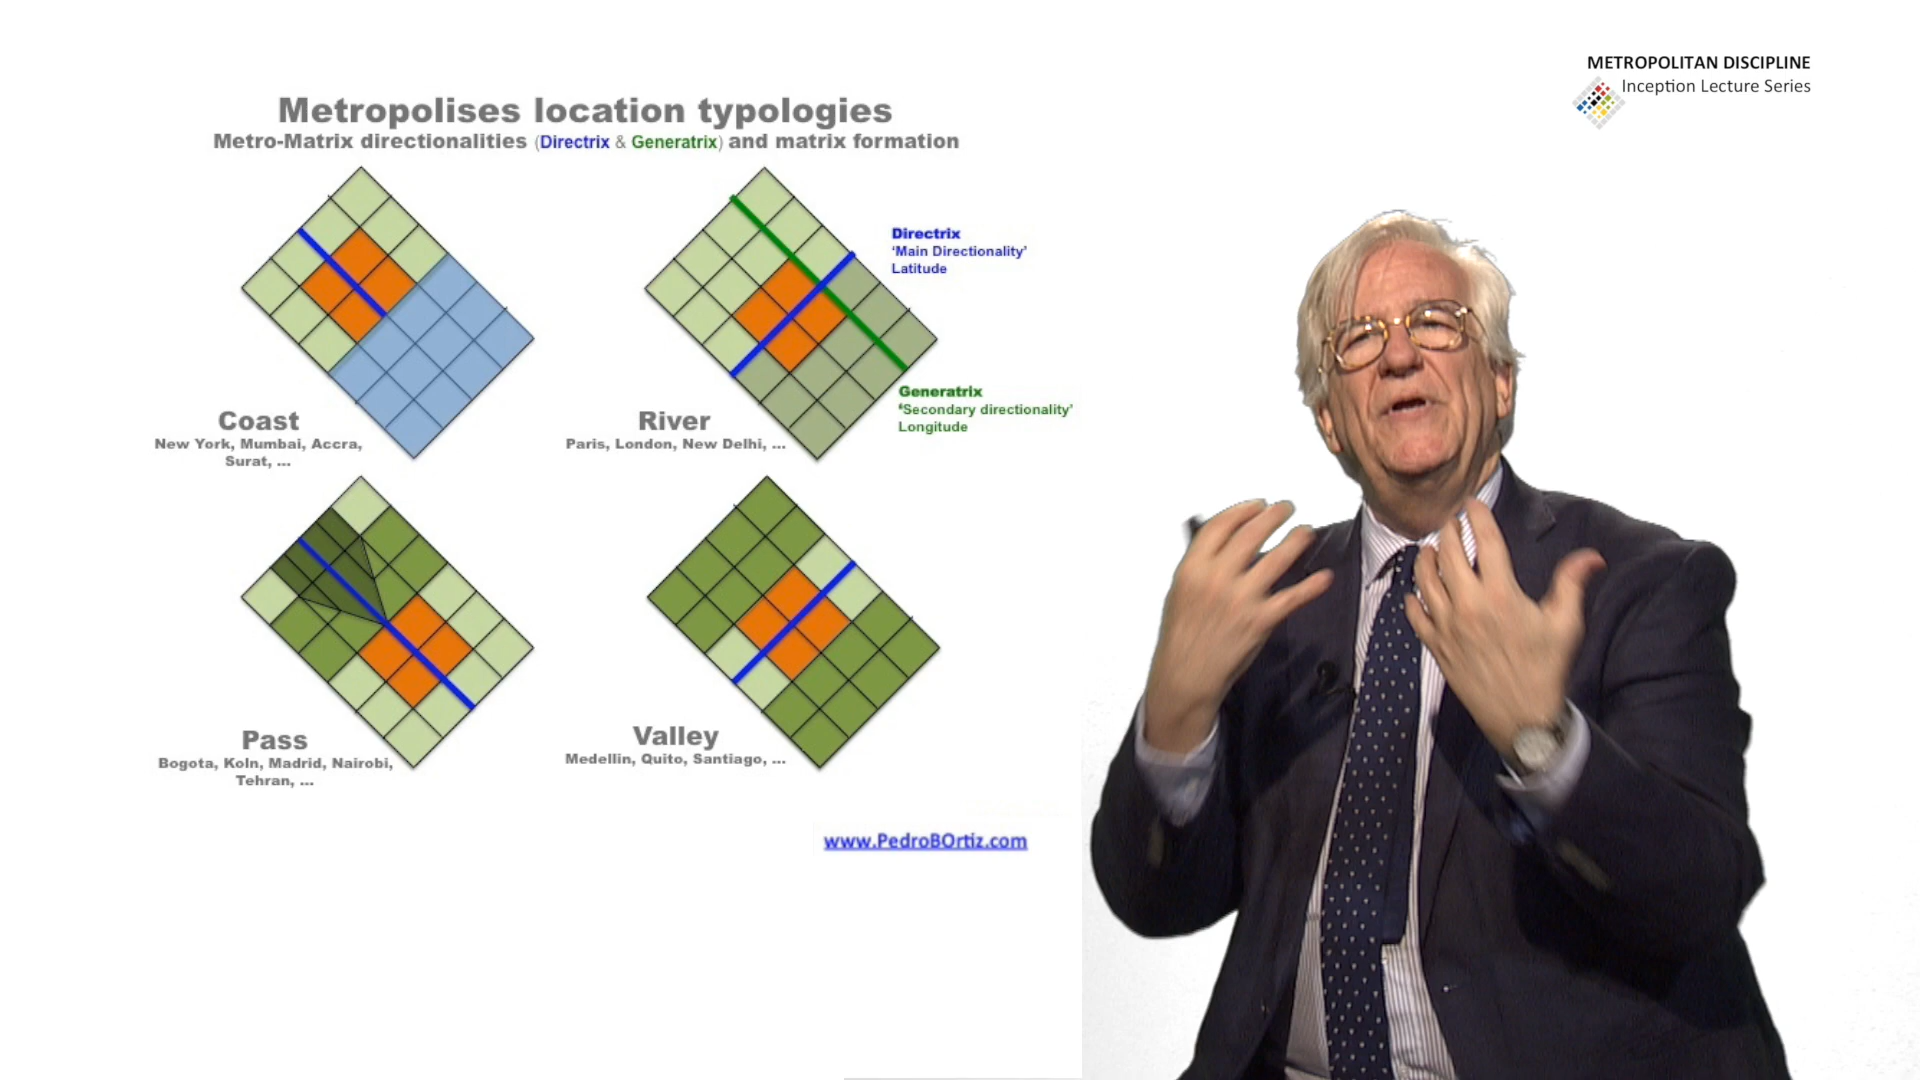 METROPOLITAN DISCIPLINE
Inception Lecture Series
Metropolises location typologies
Metro-Matrix directionalities (Directrix & Generatrix) and matrix formation
Directrix
‘Main Directionality’
Latitude
Generatrix
‘Secondary directionality’
Longitude
Coast
New York, Mumbai, Accra,
Surat, ...
River
Paris, London, New Delhi, ...
Pass
Bogota, Koln, Madrid, Nairobi,
Tehran, ...
Valley
Medellin, Quito, Santiago, ...
www.PedroBOrtiz.com